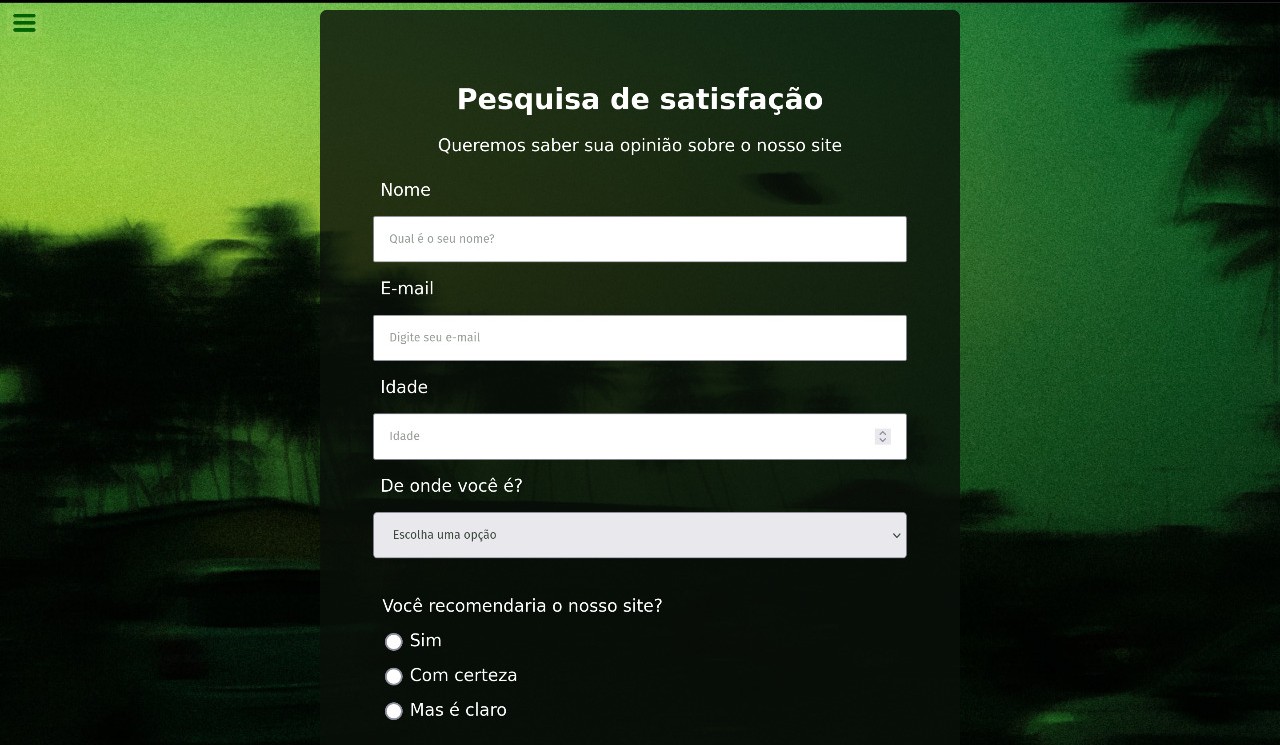 Pesquisa de satisfação
Queremos saber sua opinião sobre o nosso site
Nome
Qual é o seu nome?
E-mail
Digite seu e-mail
Idade
Idade
De onde você é?
Escolha uma opção
Você recomendaria o nosso site?
Sim
Com certeza
Mas é claro